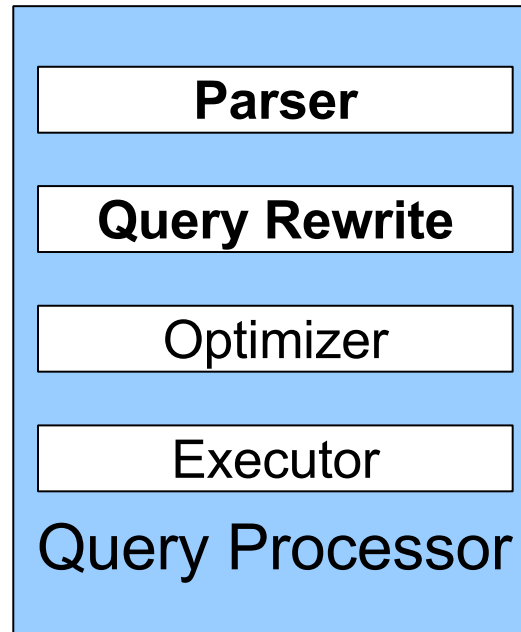 Parser
Query Rewrite
Optimizer
Executor
Query Processor